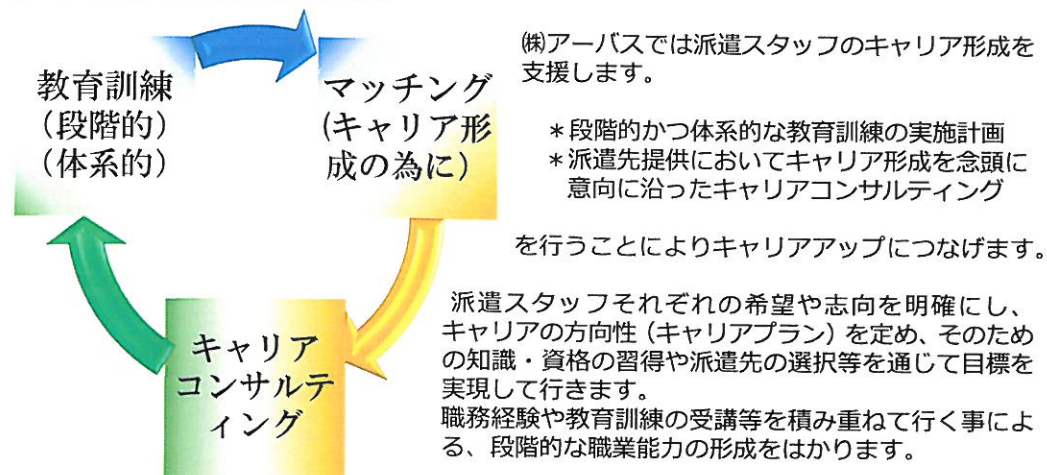 教育訓練
（段階的）
（体系的）
マッチング
(キャリア形
成の為に）
キャリア
コンサルテ
ィング
㈱アーバスでは派遣スタッフのキャリア形成を
支援します。
＊段階的かつ体系的な教育訓練の実施計画
＊派遣先提供においてキャリア形成を念頭に
意向に沿ったキャリアコンサルティング
を行うことによりキャリアアップにつなげます。
派遣スタッフそれぞれの希望や志向を明確にし、
キャリアの方向性（キャリアプラン）を定め、そのため
の知識・資格の習得や派遣先の選択等を通じて目標を
実現して行きます。
職務経験や教育訓練の受講等を積み重ねて行く事によ
る、段階的な職業能力の形成をはかります。